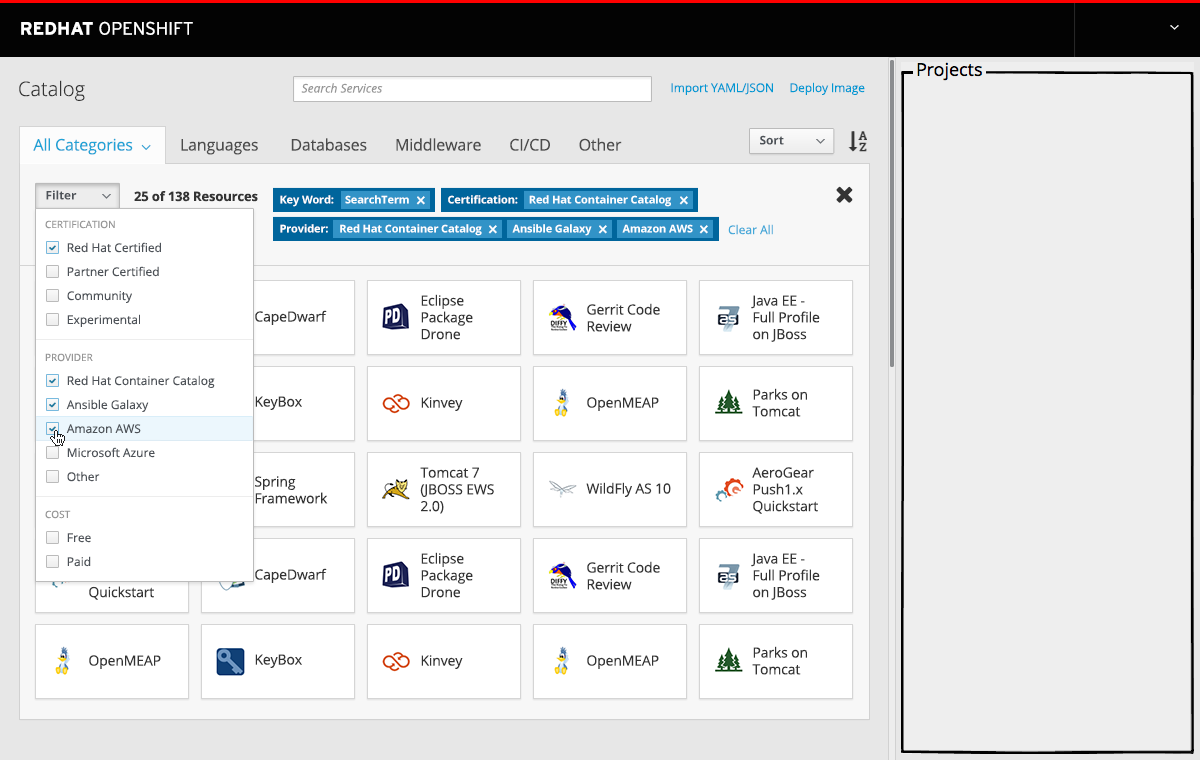 REDHAT OPENSHIFT
Projects
Catalog
Search Services
Import YAML/JSON
Deploy Image
All Categories
Languages
Databases
Middleware
CI/CD
Other
Sort
A
Z
Filter
25 of 138 Resources
Key Word: SearchTerm ×
Certification: Red Hat Container Catalog ×
Provider: Red Hat Container Catalog × Ansible Galaxy × Amazon AWS ×
Clear All
CERTIFICATION
Red Hat Certified
Partner Certified
Community
Experimental
PROVIDER
Red Hat Container Catalog
Ansible Galaxy
Amazon AWS
Microsoft Azure
Other
COST
Free
Paid
CapeDwarf
PD
Eclipse
Package
Drone
DIFFY
Gerrit Code
Review
as
Java EE -
Full Profile
on JBoss
KeyBox
Kinvey
OpenMEAP
Parks on
Tomcat
Spring
Framework
Tomcat 7
(JBOSS EWS
2.0)
WildFly AS 10
AeroGear
Push1.x
Quickstart
Quickstart
CapeDwarf
PD
Eclipse
Package
Drone
DIFFY
Gerrit Code
Review
as
Java EE -
Full Profile
on JBoss
OpenMEAP
KeyBox
Kinvey
OpenMEAP
Parks on
Tomcat